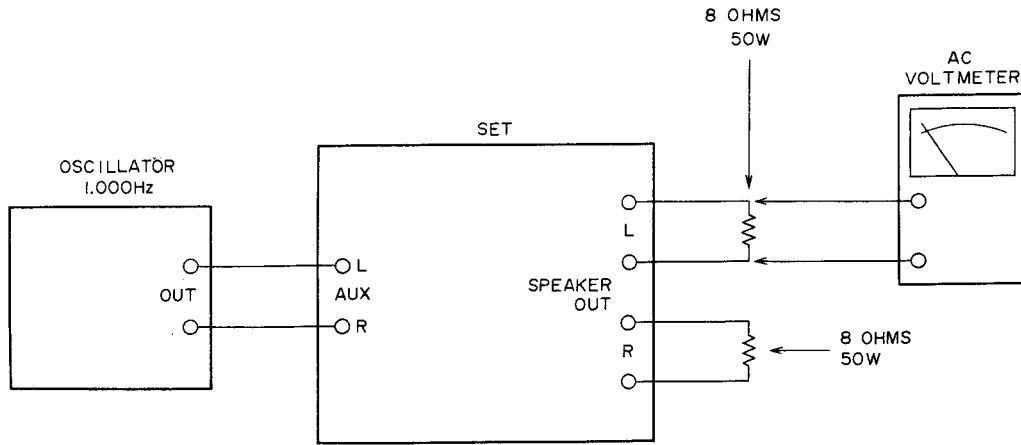 8 OHMS
50W
AC
VOLTMETER
SET
OSCILLATOR
1.000Hz
L
OUT
L
AUX
R
SPEAKER
OUT
R
8 OHMS
50W